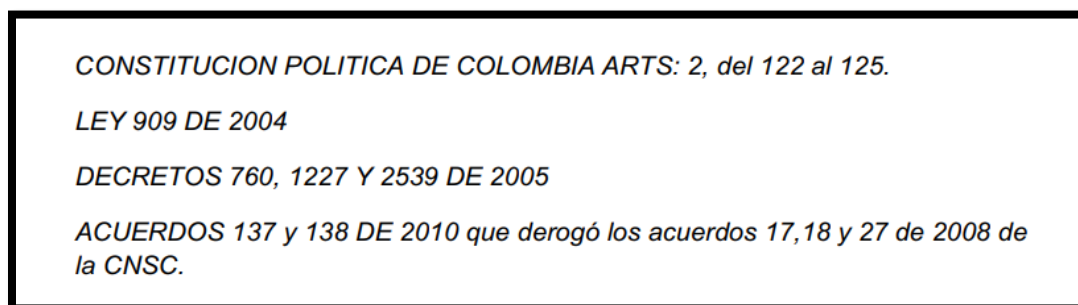 CONSTITUCION POLITICA DE COLOMBIA ARTS: 2, del 122 al 125.
LEY 909 DE 2004
DECRETOS 760, 1227 Y 2539 DE 2005
ACUERDOS 137 y 138 DE 2010 que derogó los acuerdos 17,18 y 27 de 2008 de
la CNSC.